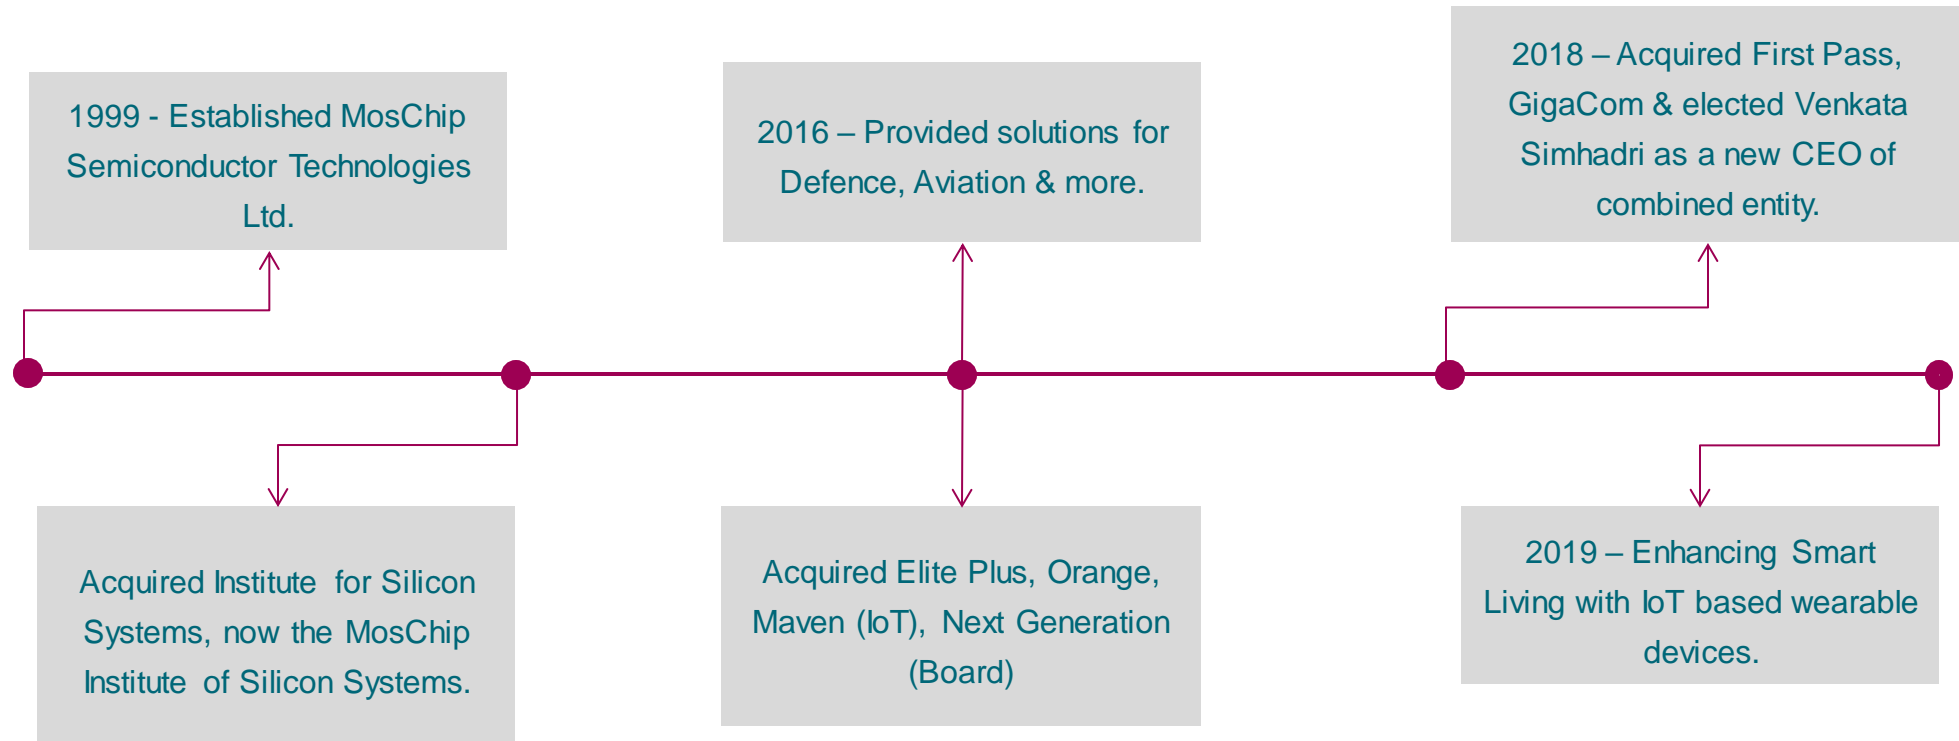 1999 - Established MosChip
Semiconductor Technologies
Ltd.
Acquired Institute for Silicon
Systems, now the MosChip
Institute of Silicon Systems.
2016 – Provided solutions for
Defence, Aviation & more.
Acquired Elite Plus, Orange,
Maven (IoT), Next Generation
(Board)
2018 – Acquired First Pass,
GigaCom & elected Venkata
Simhadri as a new CEO of
combined entity.
2019 – Enhancing Smart
Living with IoT based wearable
devices.